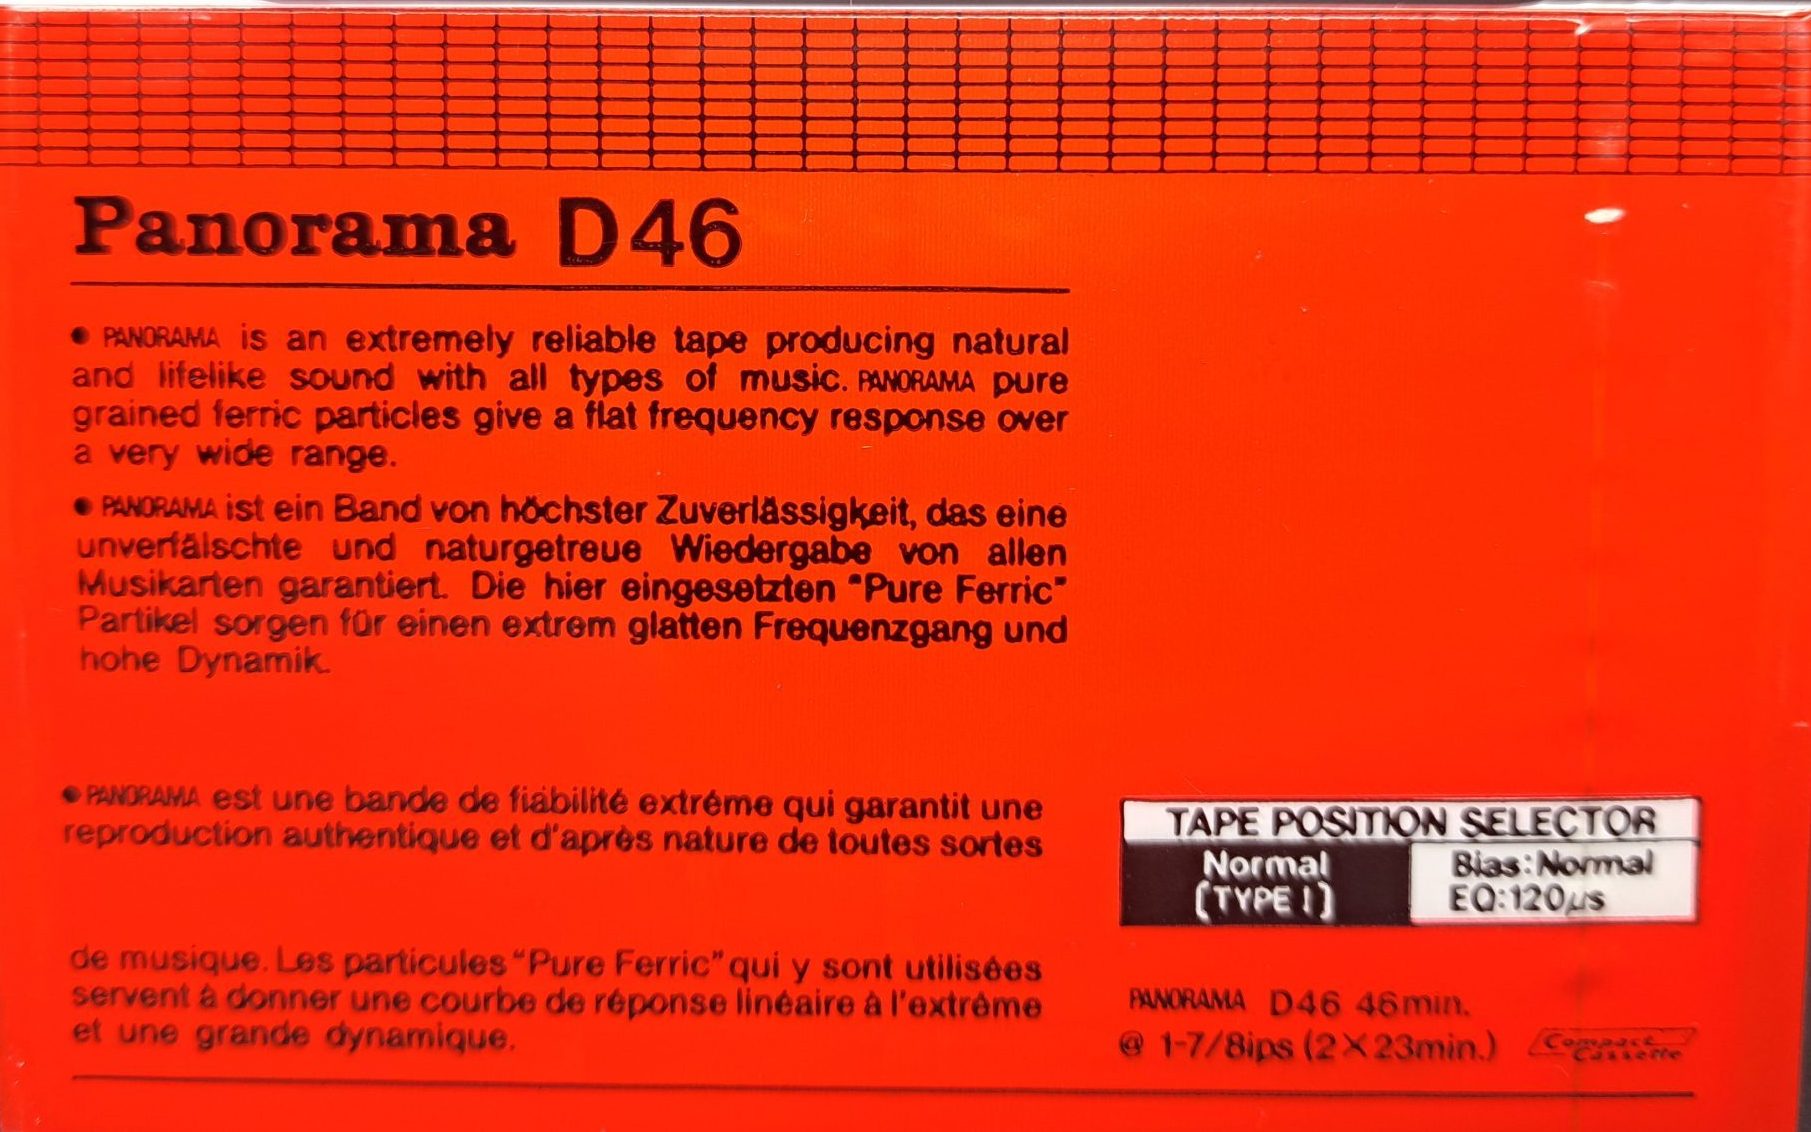 Panorama D46
• PANORAMA is an extremely reliable tape producing natural
and lifelike sound with all types of music. PANORAMA pure
grained ferric particles give a flat frequency response over
a very wide range.
• PANORAMA ist ein Band von höchster Zuverlässigkeit, das eine
unverfälschte und naturgetreue Wiedergabe von allen
Musikarten garantiert. Die hier eingesetzten "Pure Ferric"
Partikel sorgen für einen extrem glatten Frequenzgang und
hohe Dynamik.
• PANORAMA est une bande de fiabilité extréme qui garantit une
reproduction authentique et d'après nature de toutes sortes
de musique. Les particules "Pure Ferric" qui y sont utilisées
servent à donner une courbe de réponse linéaire à l'extrême
et une grande dynamique.
TAPE POSITION SELECTOR
Normal
(TYPE I)
Bias:Normal
EQ:120μs
PANORAMA D46 46min.
@ 1-7/8ips (2×23min.)
Compact
Cassette